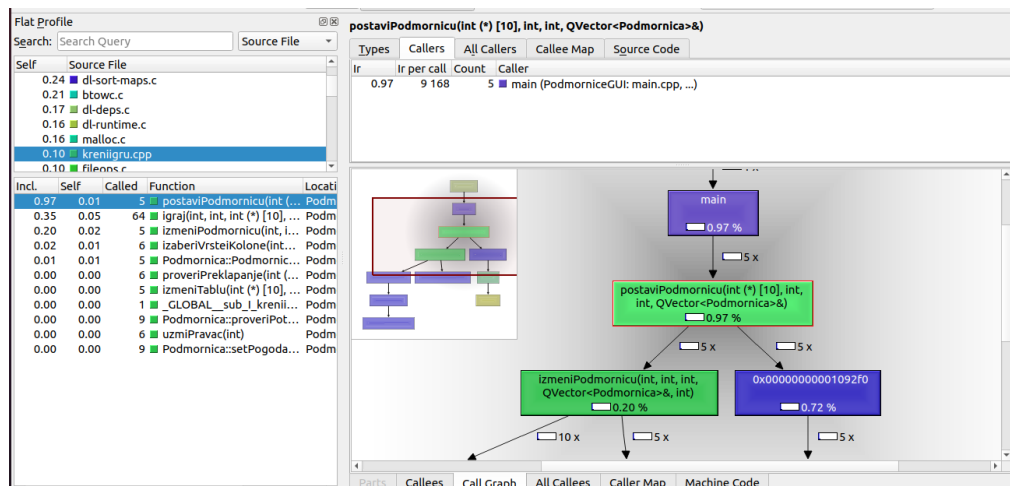 Flat Profile
Search: Search Query Source File
Self Source File
0.24 dl-sort-maps.c
0.21 btowc.c
0.17 dl-deps.c
0.16 dl-runtime.c
0.16 malloc.c
0.10 kreniigru.cpp
0.10 fileops.c
Incl. Self Called Function Locati
0.97 0.01 5 postaviPodmornicu(int (... Podm
0.35 0.05 64 igraj(int, int, int (*) [10], ... Podm
0.20 0.02 5 izmeniPodmornicu(int, i... Podm
0.02 0.01 6 izaberiVrsteiKolone(int... Podm
0.01 0.01 5 Podmornica::Podmornic... Podm
0.00 0.00 6 proveriPreklapanje(int (... Podm
0.00 0.00 5 izmeniTablu(int (*) [10], ... Podm
0.00 0.00 1 _GLOBAL__sub_I_krenii... Podm
0.00 0.00 9 Podmornica::proveriPot... Podm
0.00 0.00 6 uzmiPravac(int) Podm
0.00 0.00 9 Podmornica::setPogoda... Podm
postaviPodmornicu(int (*) [10], int, int, QVector<Podmornica>&)
Types Callers All Callers Callee Map Source Code
Ir Ir per call Count Caller
0.97 9 168 5 main (PodmorniceGUI: main.cpp, ...)
main
0.97 %
5 x
postaviPodmornicu(int (*) [10], int,
int, QVector<Podmornica>&)
0.97 %
5 x 5 x
izmeniPodmornicu(int, int, int,
QVector<Podmornica>&, int)
0.20 %
0x00000000001092f0
0.72 %
10 x 5 x 5 x
Parts Callees Call Graph All Callees Caller Map Machine Code